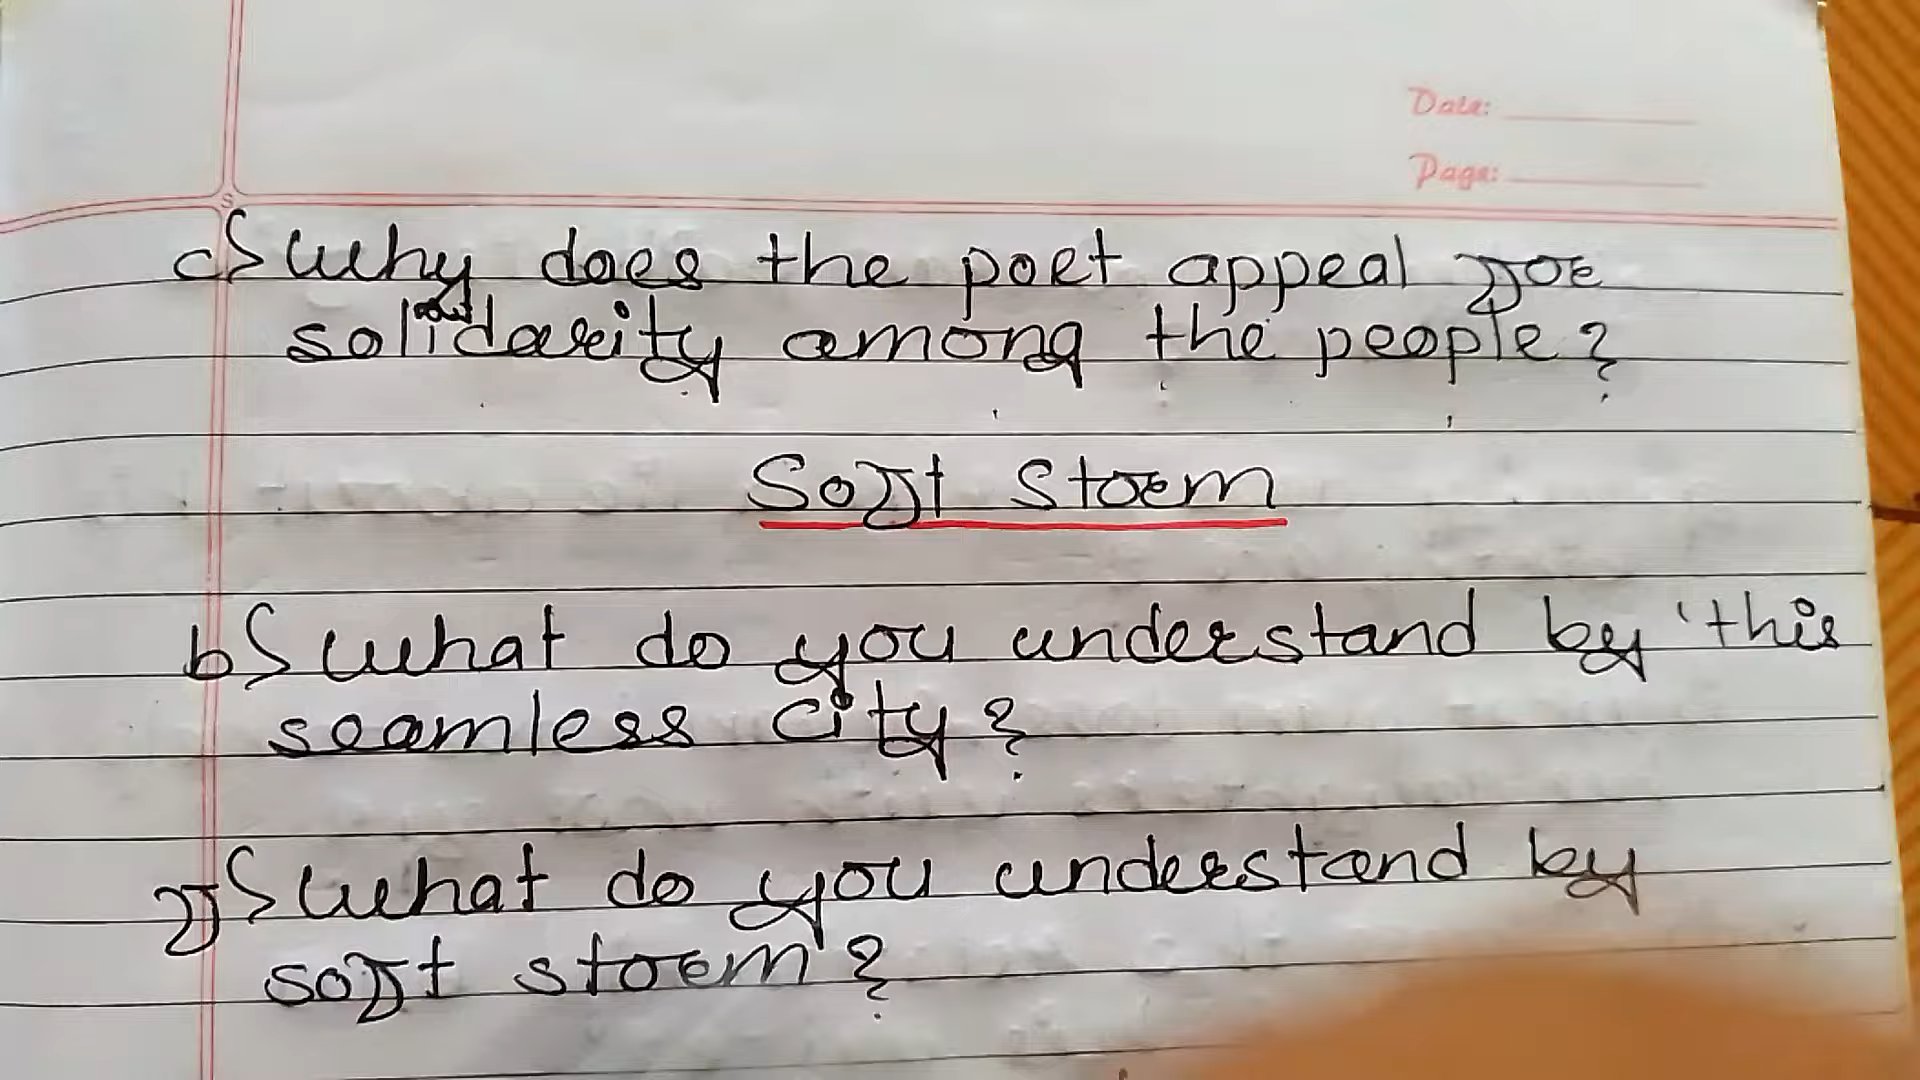 Date:
Page:
c) why does the poet appeal for
solidarity among the people?
Soft Storm
b) what do you understand by 'this
seamless city?
f) what do you understand by
soft storm'?